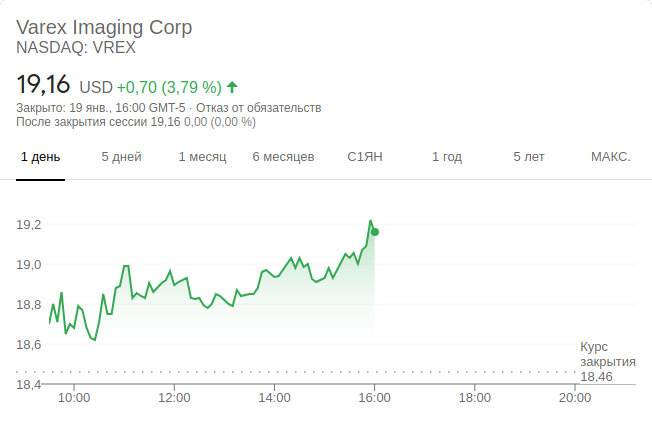 Varex Imaging Corp
NASDAQ: VREX
19,16 USD +0,70 (3,79 %)
Закрыто: 19 янв., 16:00 GMT-5 · Отказ от обязательств
После закрытия сессии 19,16 0,00 (0,00 %)
1 день 5 дней 1 месяц 6 месяцев С1ЯН 1 год 5 лет МАКС.
19,2
19,0
18,8
18,6
18,4
Курс
закрытия
18,46
10:00 12:00 14:00 16:00 18:00 20:00